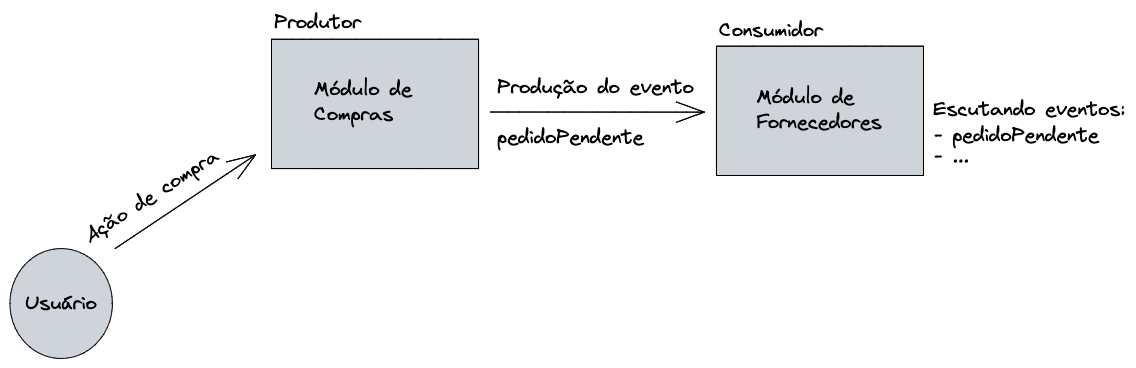 Produtor
Módulo de
Compras
Produção do evento
pedidoPendente
Consumidor
Módulo de
Fornecedores
Escutando eventos:
- pedidoPendente
- ...
Ação de compra
Usuário